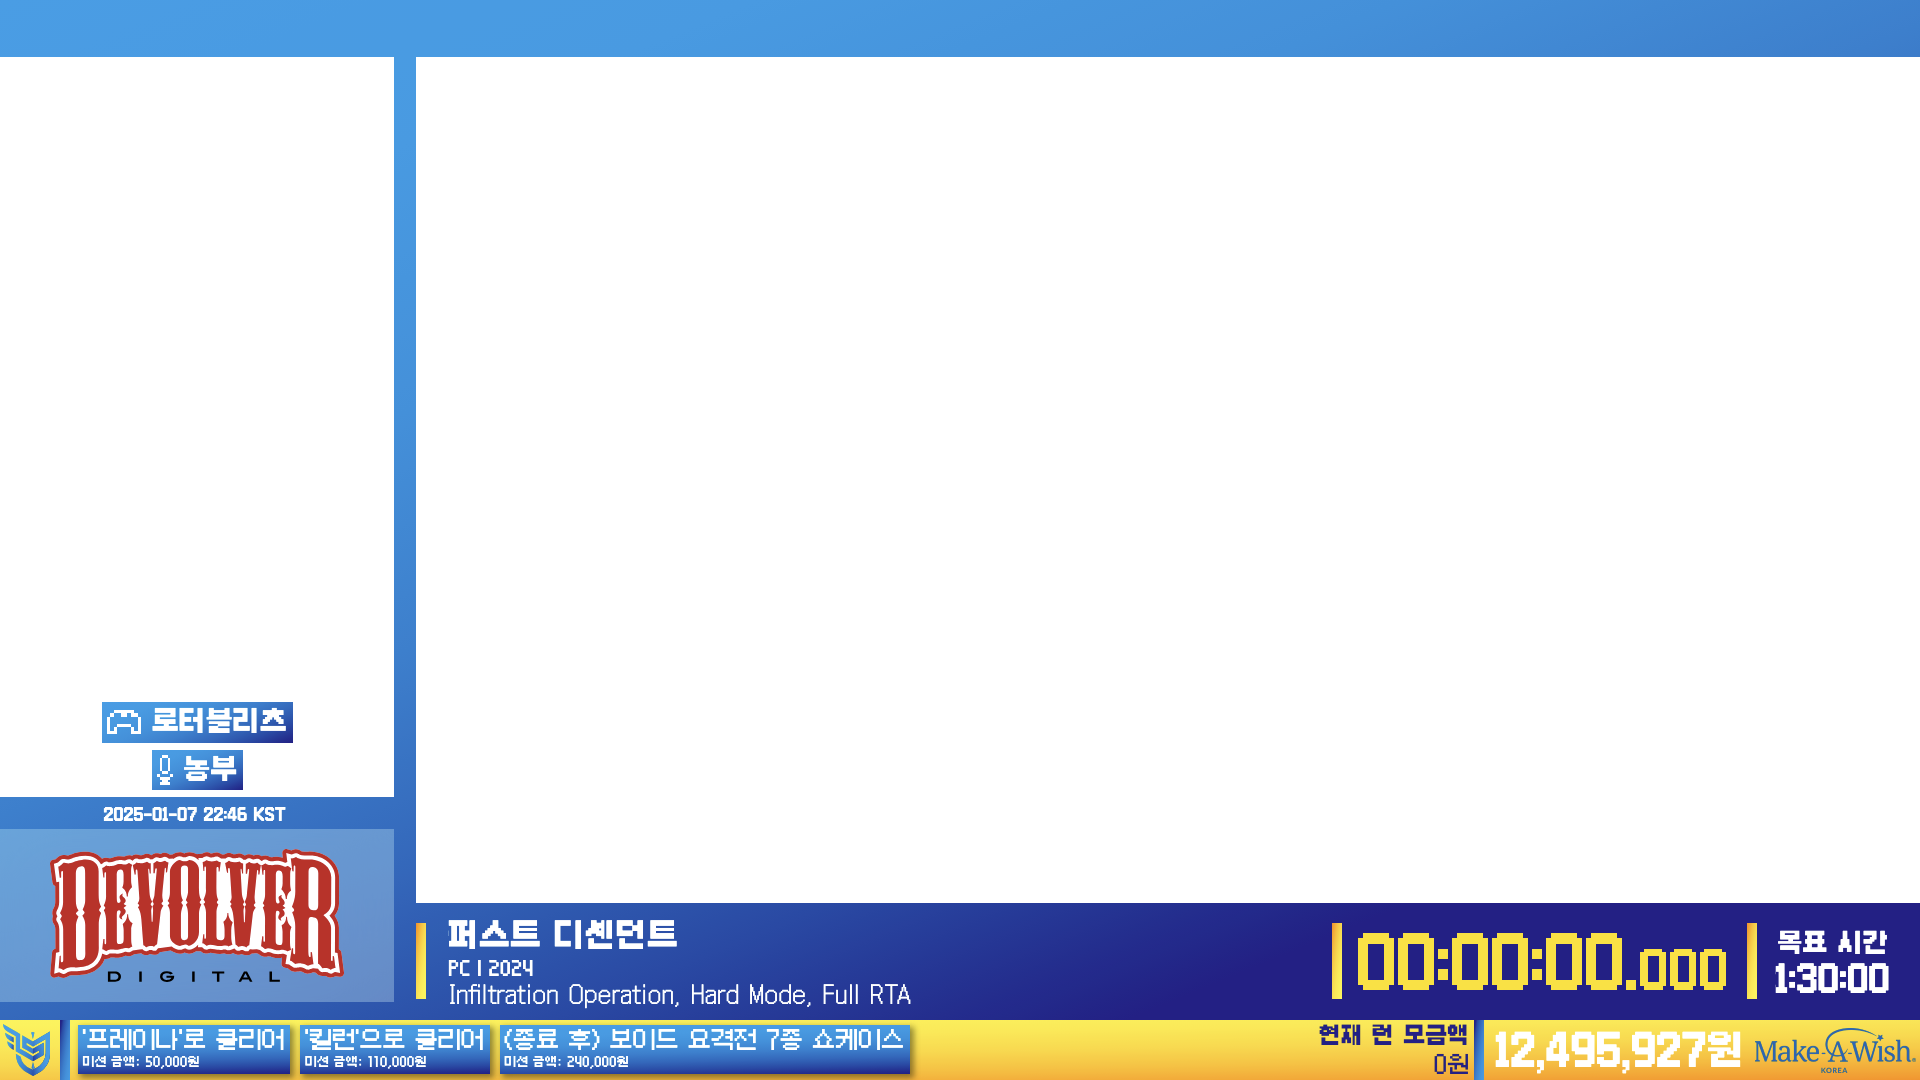 로터블리츠
농부
2025-01-07 22:46 KST
DEVOLVER
DIGITAL
퍼스트 디센던트
PC | 2024
Infiltration Operation, Hard Mode, Full RTA
00:00:00.000
목표 시간
1:30:00
'프레이나'로 클리어
미션 금액: 50,000원
'킬런'으로 클리어
미션 금액: 110,000원
(종료 후) 보이드 요격전 7종 쇼케이스
미션 금액: 240,000원
현재 런 모금액
0원
12,495,927원
Make-A-Wish®
KOREA